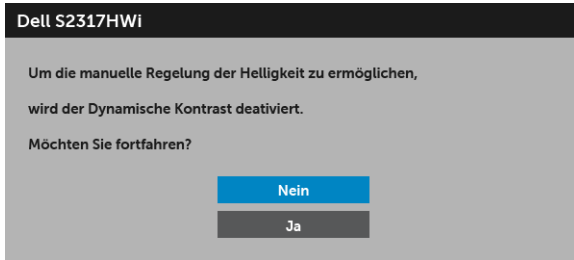 Dell S2317HWi
Um die manuelle Regelung der Helligkeit zu ermöglichen,
wird der Dynamische Kontrast deativiert.
Möchten Sie fortfahren?
Nein
Ja